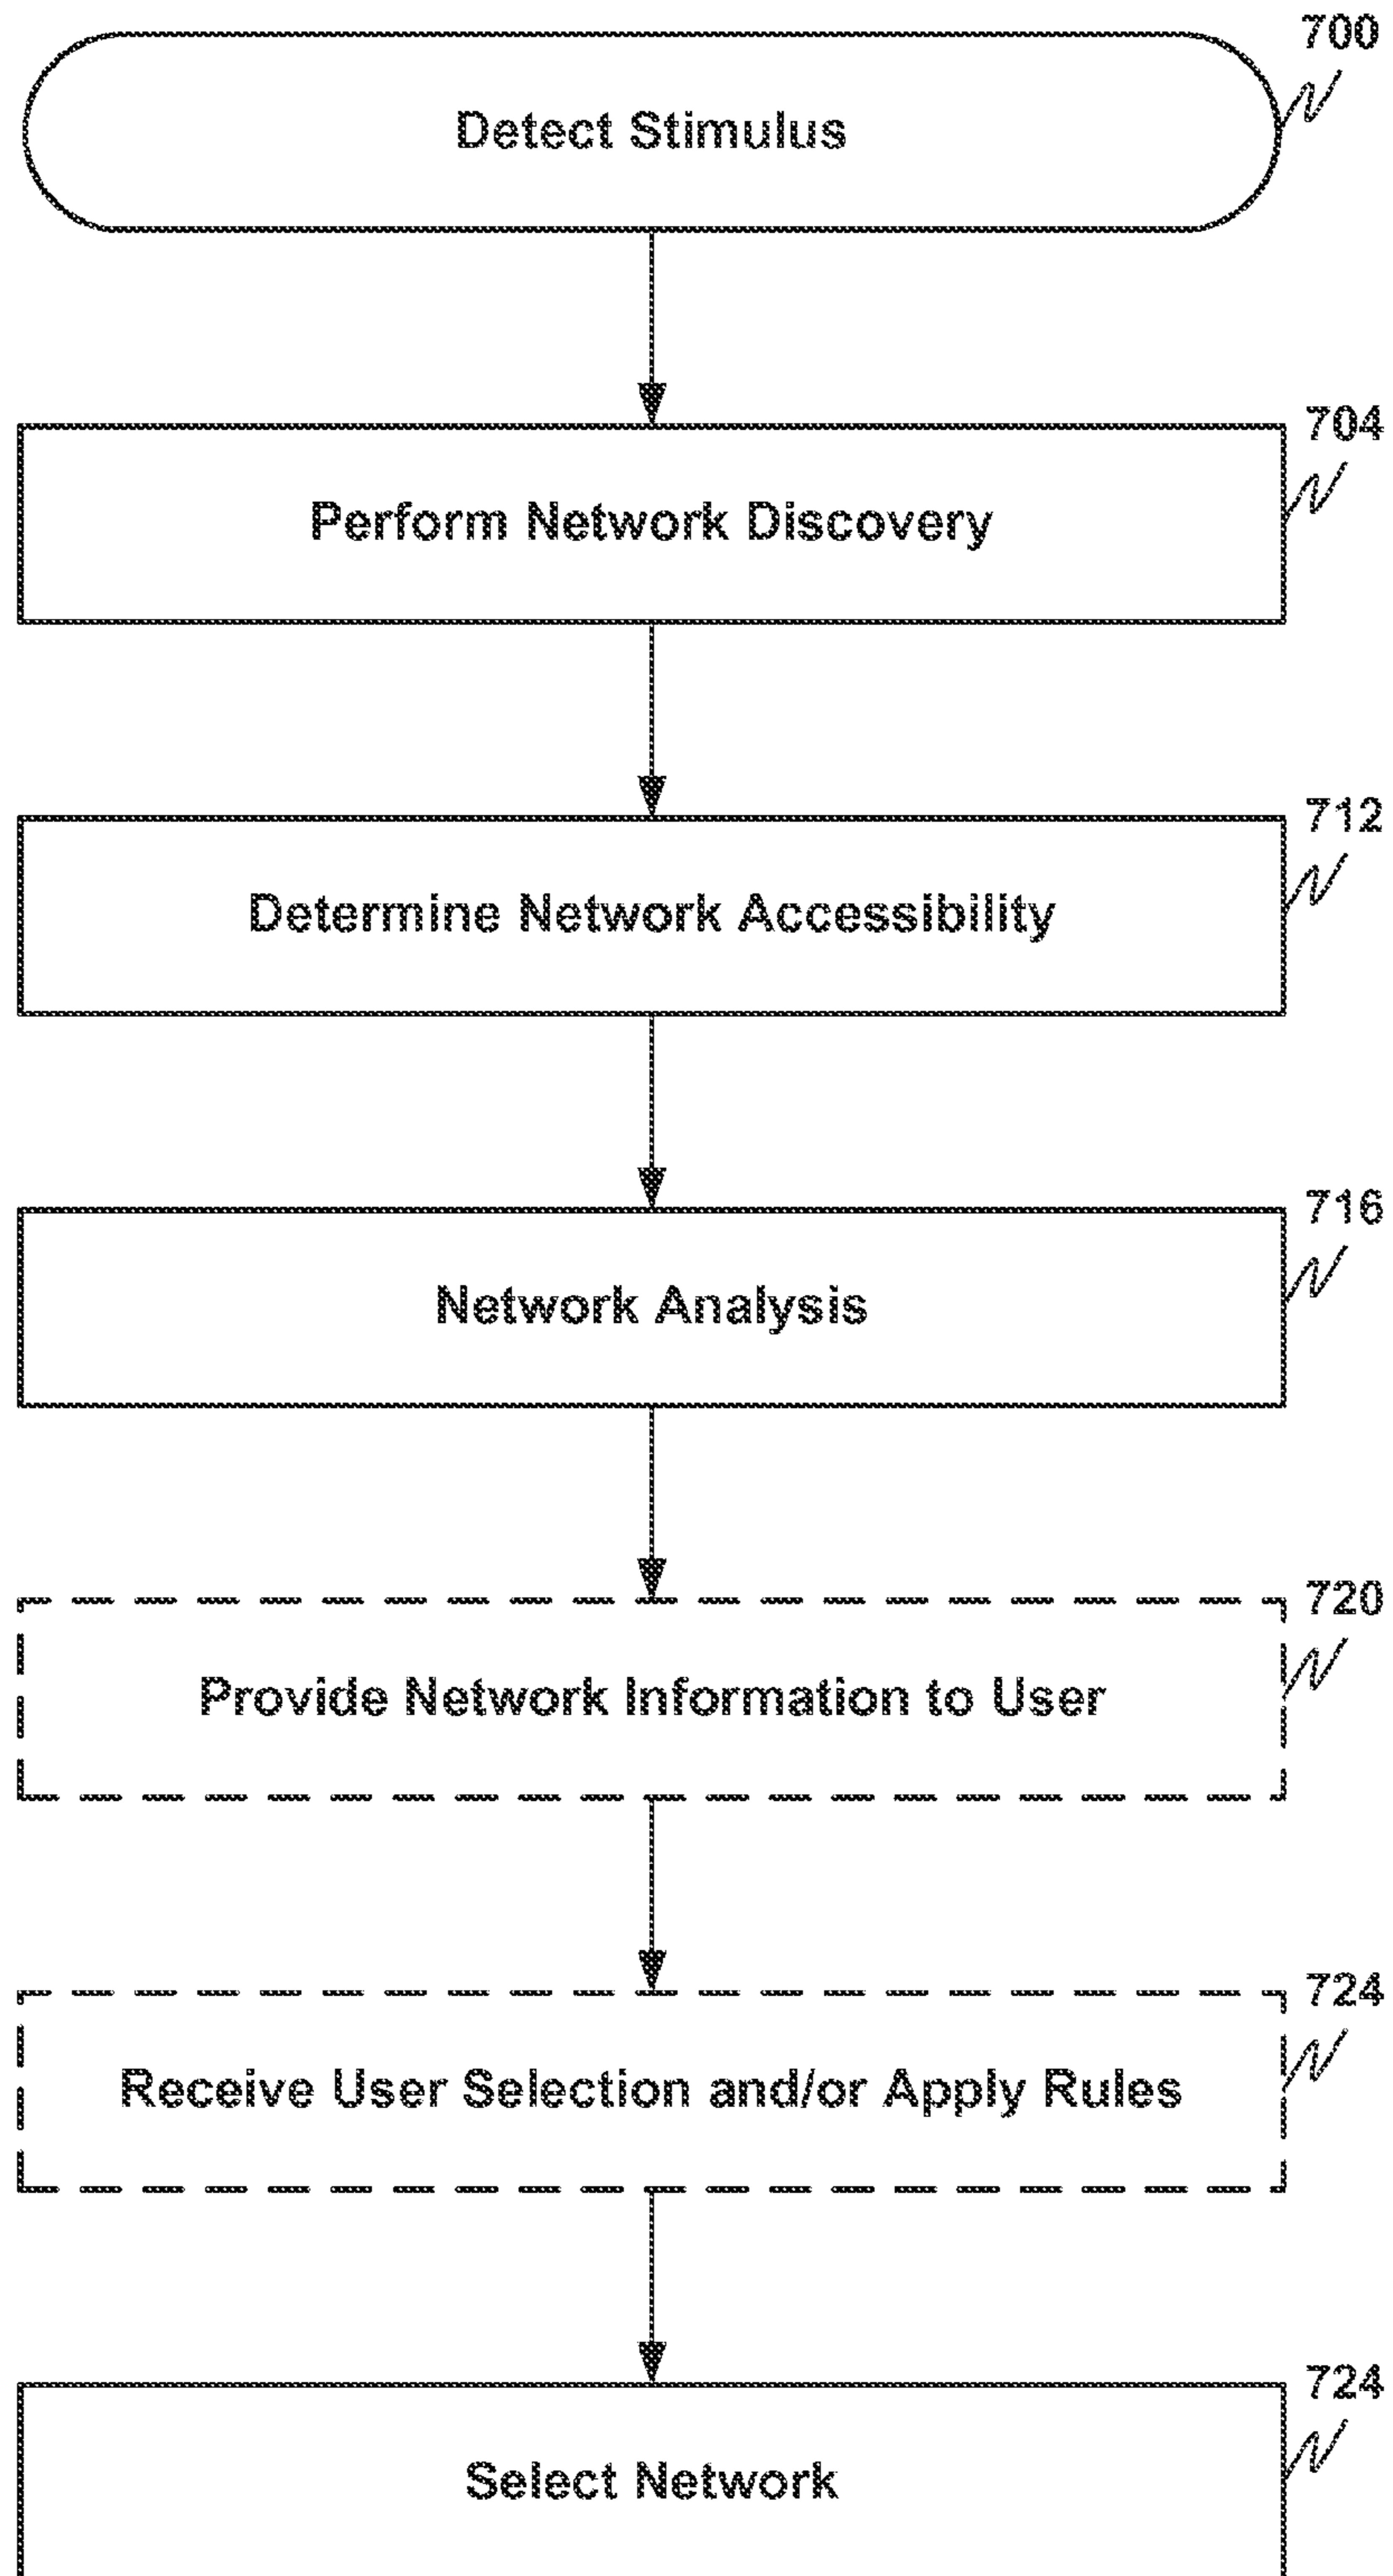 700
Detect Stimulus
704
Perform Network Discovery
712
Determine Network Accessibility
716
Network Analysis
720
Provide Network Information to User
724
Receive User Selection and/or Apply Rules
724
Select Network